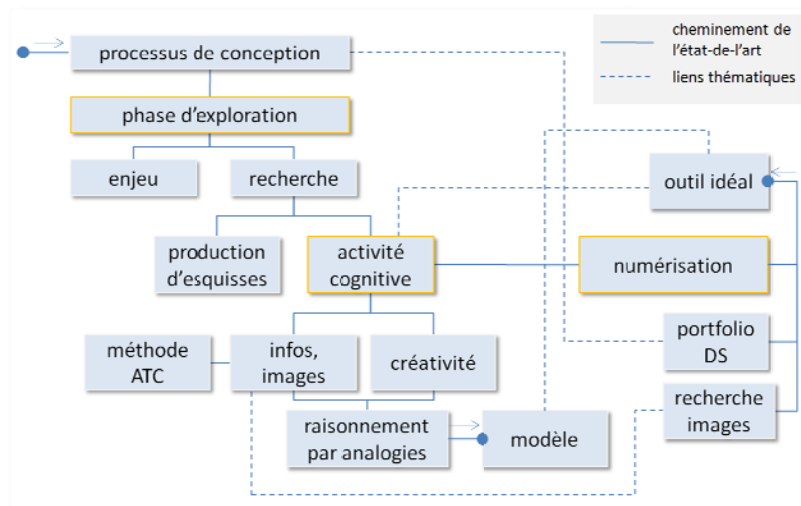 processus de conception
cheminement de
l'état-de-l'art
liens thématiques
phase d'exploration
enjeu
recherche
outil idéal
production
d'esquisses
activité
cognitive
numérisation
méthode
ATC
infos,
images
créativité
portfolio
DS
raisonnement
par analogies
modèle
recherche
images